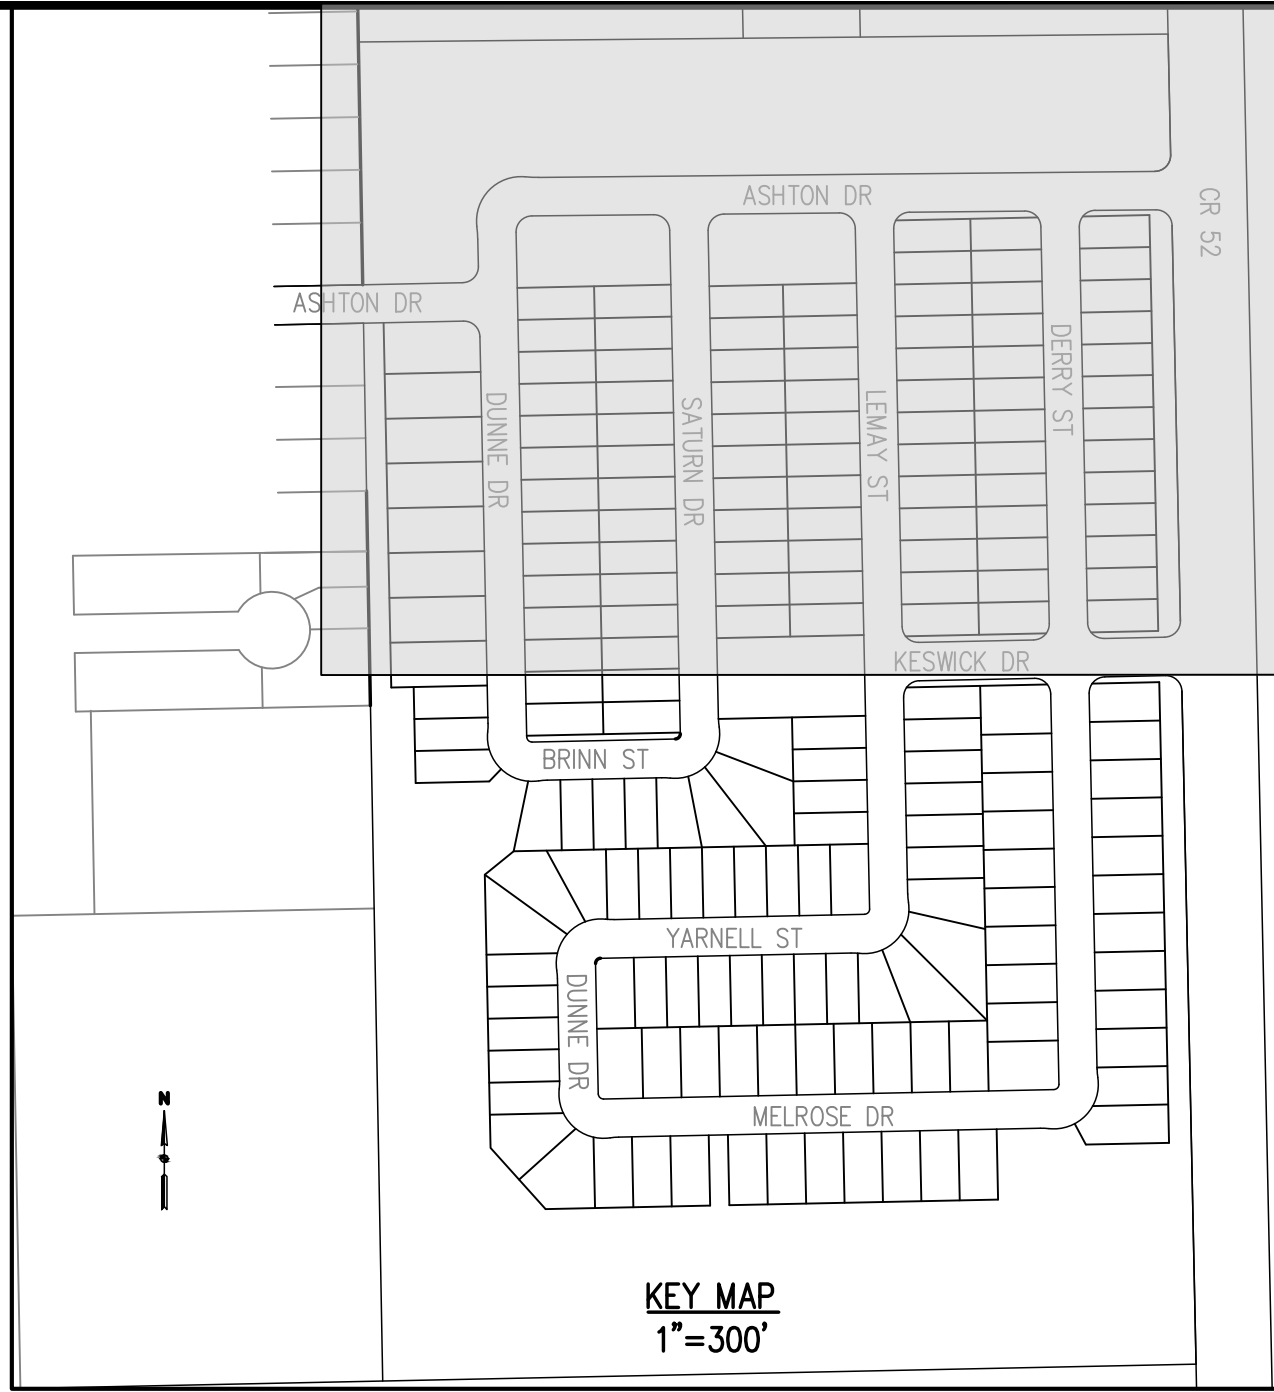 ASHTON DR
CR 52
ASHTON DR
DERRY ST
DUNNE DR
SATURN DR
LEMAY ST
KESWICK DR
BRINN ST
YARNELL ST
DUNNE DR
N
MELROSE DR
KEY MAP
1"=300'